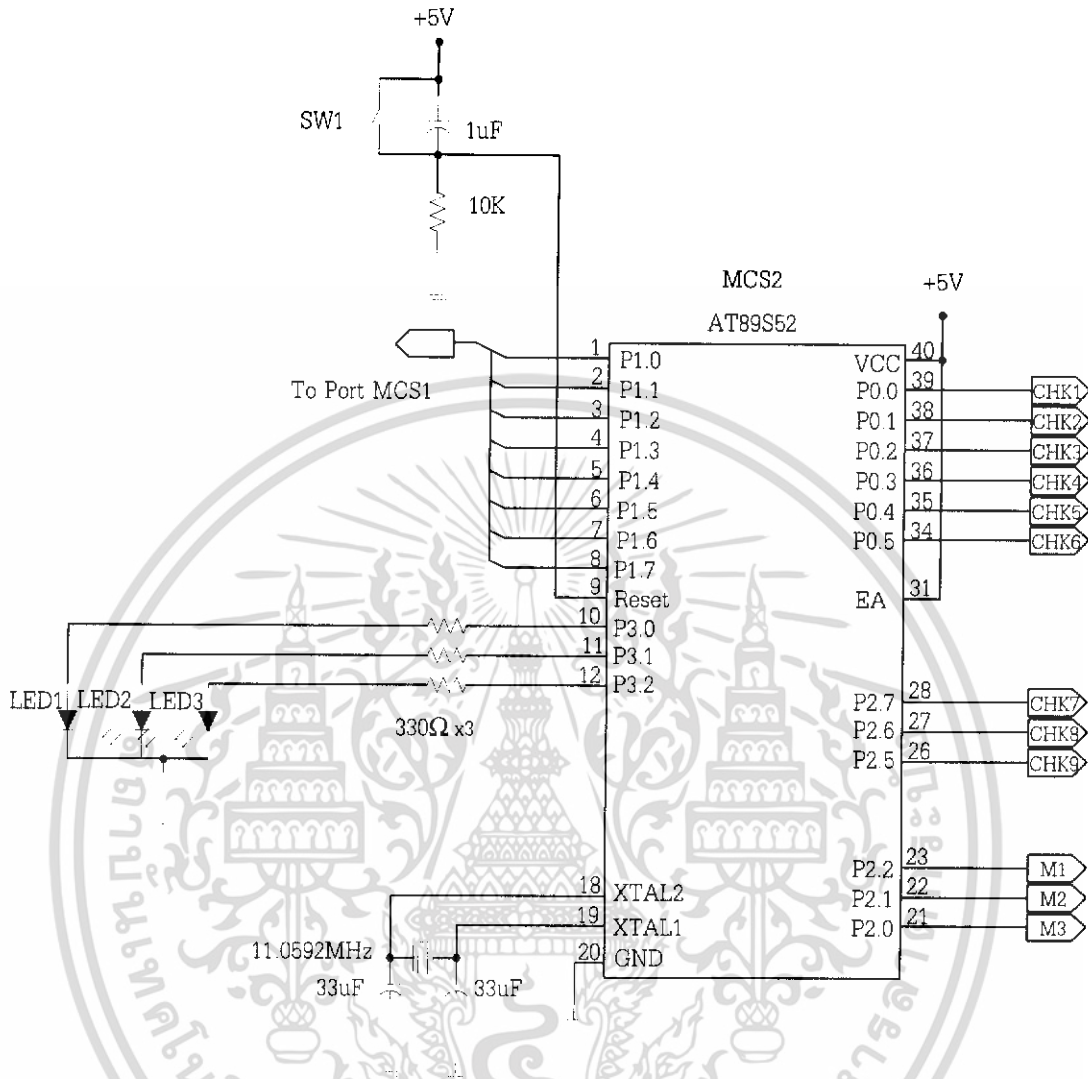 +5V
SW1
1uF
10K
MCS2
AT89S52
+5V
To Port MCS1
1 P1.0
2 P1.1
3 P1.2
4 P1.3
5 P1.4
6 P1.5
7 P1.6
8 P1.7
9 Reset
10 P3.0
11 P3.1
12 P3.2
VCC 40
P0.0 39 CHK1
P0.1 38 CHK2
P0.2 37 CHK3
P0.3 36 CHK4
P0.4 35 CHK5
P0.5 34 CHK6
EA 31
LED1 LED2 LED3
330Ω x3
P2.7 28 CHK7
P2.6 27 CHK8
P2.5 26 CHK9
P2.2 23 M1
P2.1 22 M2
P2.0 21 M3
18 XTAL2
19 XTAL1
20 GND
11.0592MHz
33uF 33uF